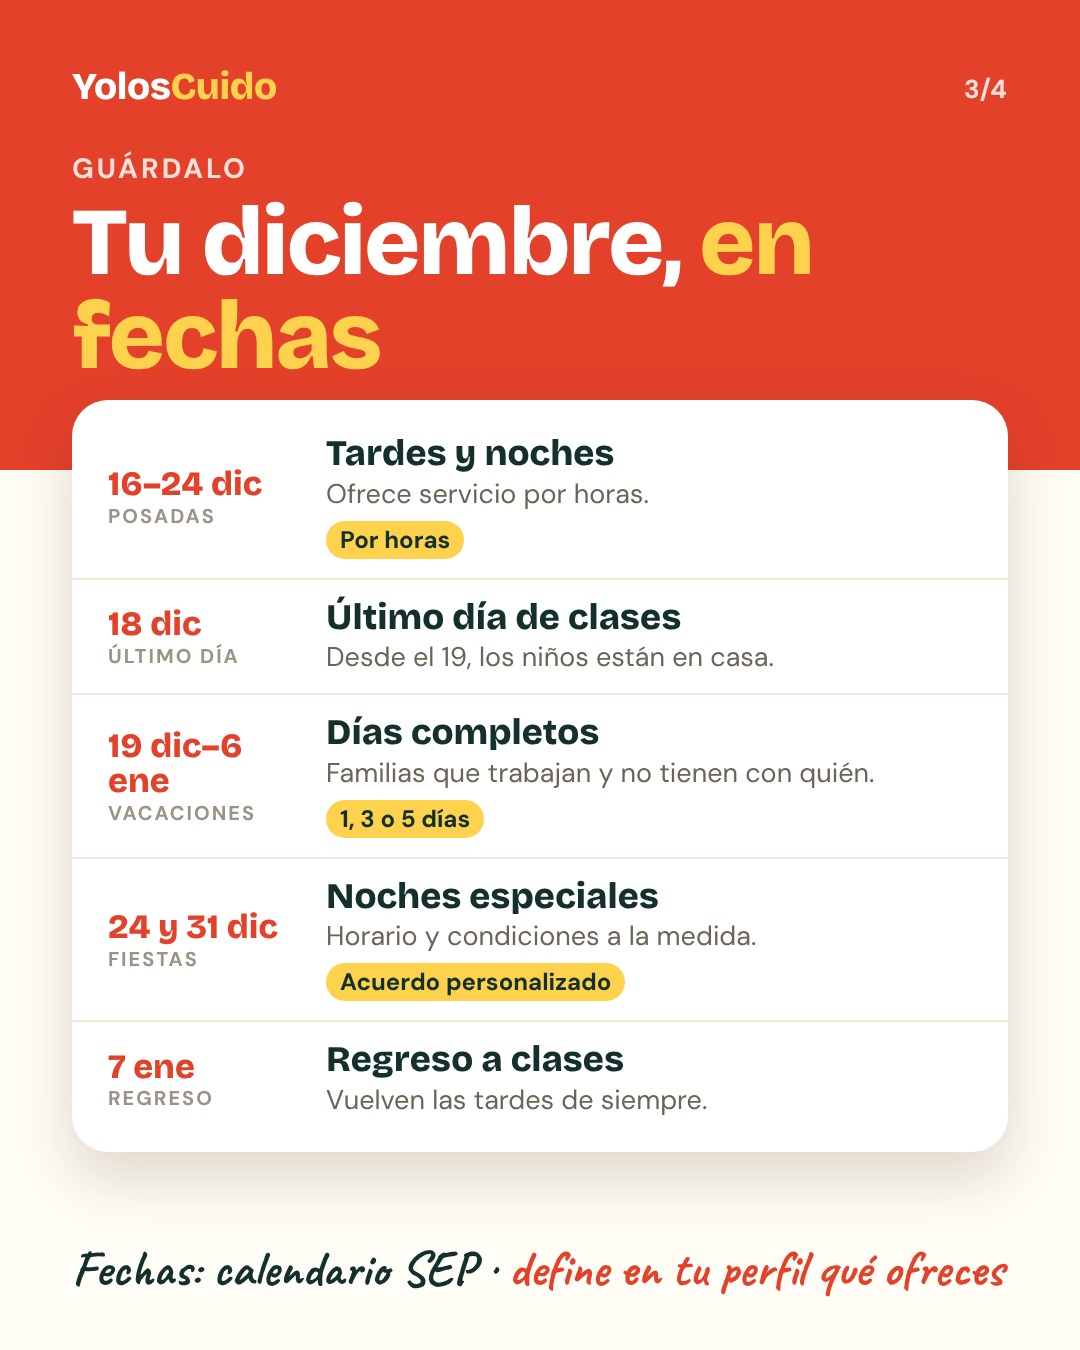 YolosCuido
3/4
GUÁRDALO
Tu diciembre, en
fechas
16–24 dic
POSADAS
Tardes y noches
Ofrece servicio por horas.
Por horas
18 dic
ÚLTIMO DÍA
Último día de clases
Desde el 19, los niños están en casa.
19 dic–6
ene
VACACIONES
Días completos
Familias que trabajan y no tienen con quién.
1, 3 o 5 días
24 y 31 dic
FIESTAS
Noches especiales
Horario y condiciones a la medida.
Acuerdo personalizado
7 ene
REGRESO
Regreso a clases
Vuelven las tardes de siempre.
Fechas: calendario SEP · define en tu perfil qué ofreces